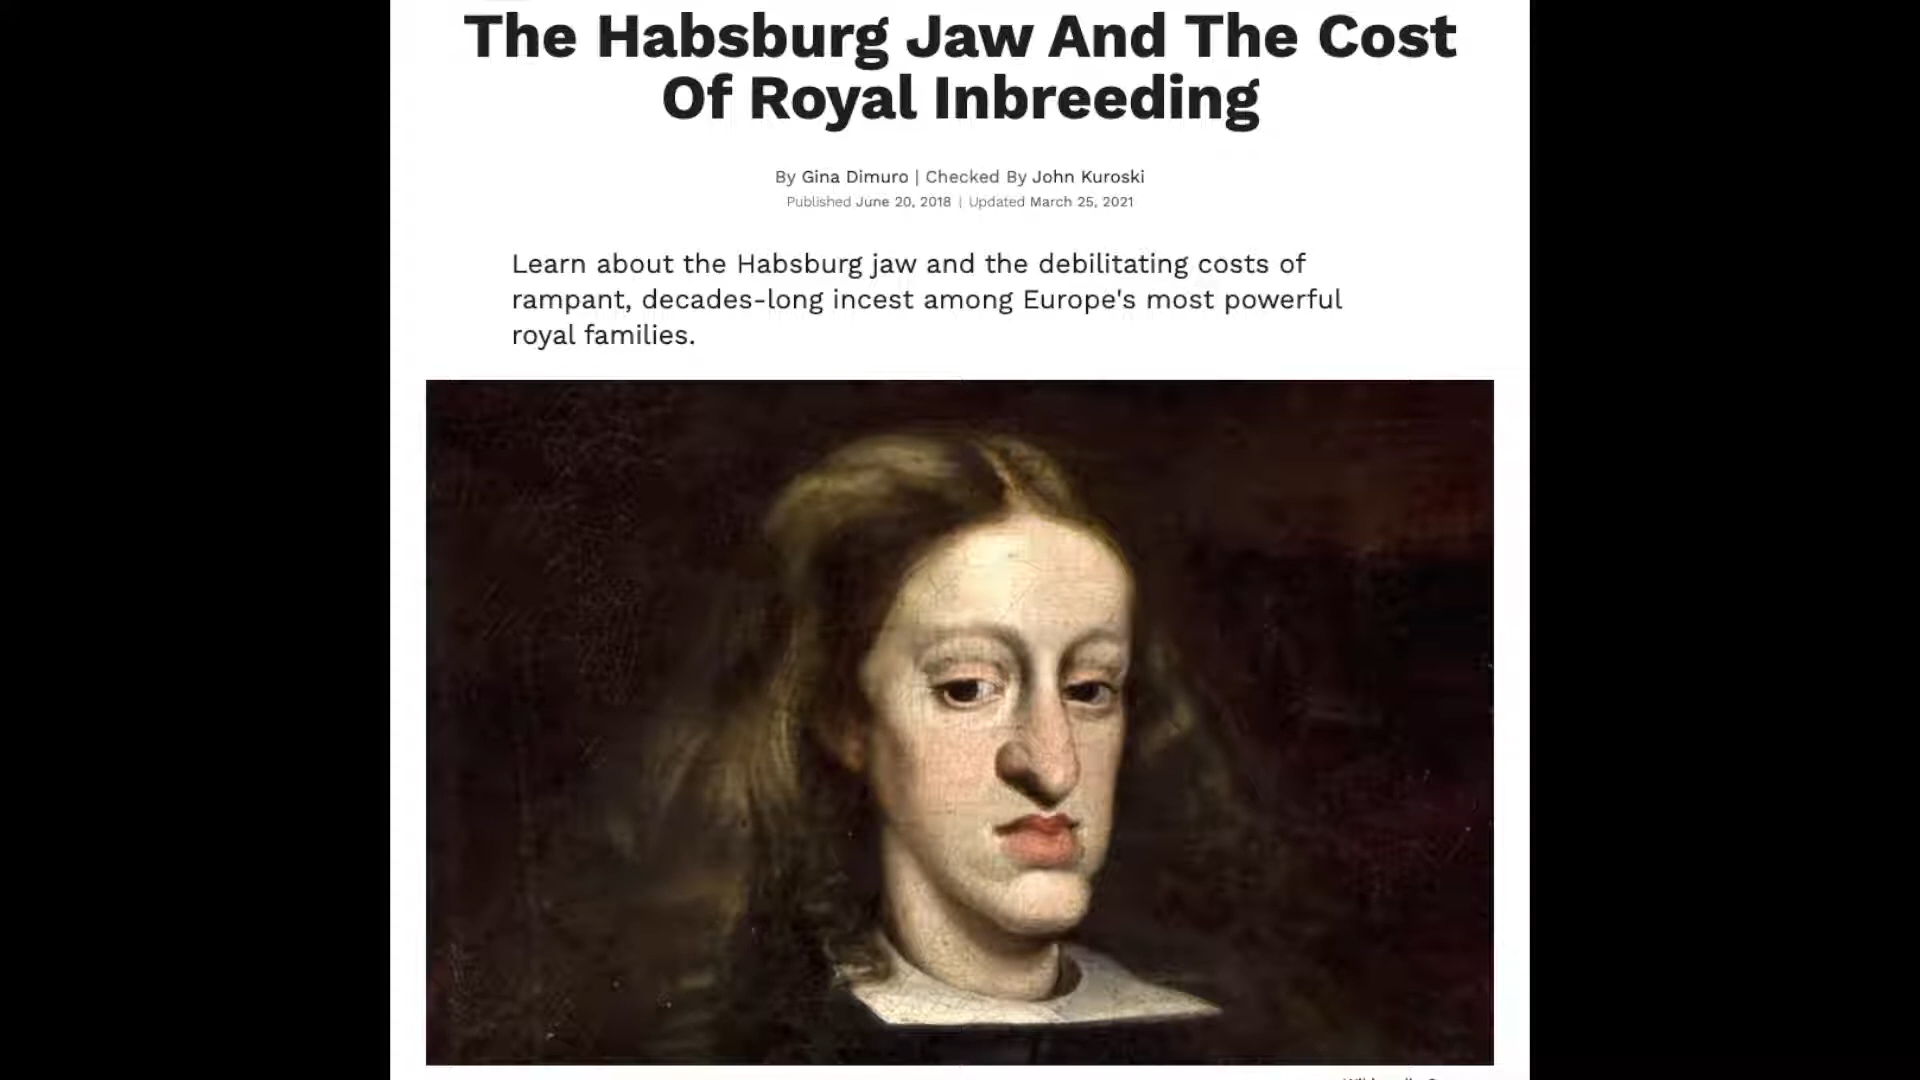 The Habsburg Jaw And The Cost
Of Royal Inbreeding
By Gina Dimuro | Checked By John Kuroski
Published June 20, 2018 | Updated March 25, 2021
Learn about the Habsburg jaw and the debilitating costs of
rampant, decades-long incest among Europe's most powerful
royal families.